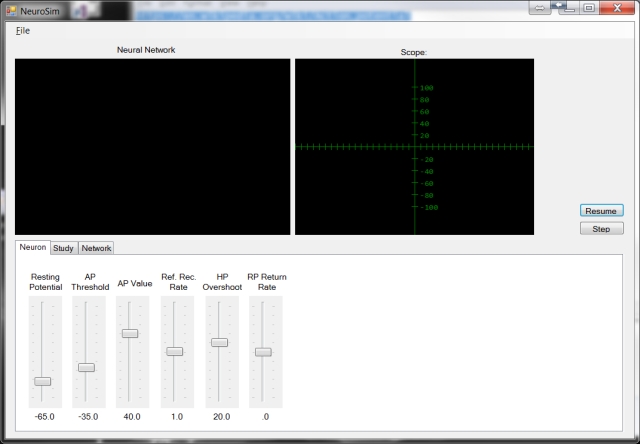 NeuroSim
File
Neural Network
Scope:
100
80
60
40
20
-20
-40
-60
-80
-100
Resume
Step
Neuron Study Network
Resting Potential
AP Threshold
AP Value
Ref. Rec. Rate
HP Overshoot
RP Return Rate
-65.0 -35.0 40.0 1.0 20.0 .0